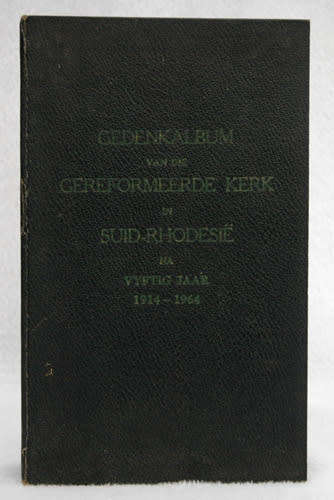 GEDENKALBUM
VAN DIE
GEREFORMEERDE KERK
IN
SUID-RHODESIË
NA
VYFTIG JAAR
1914 - 1964